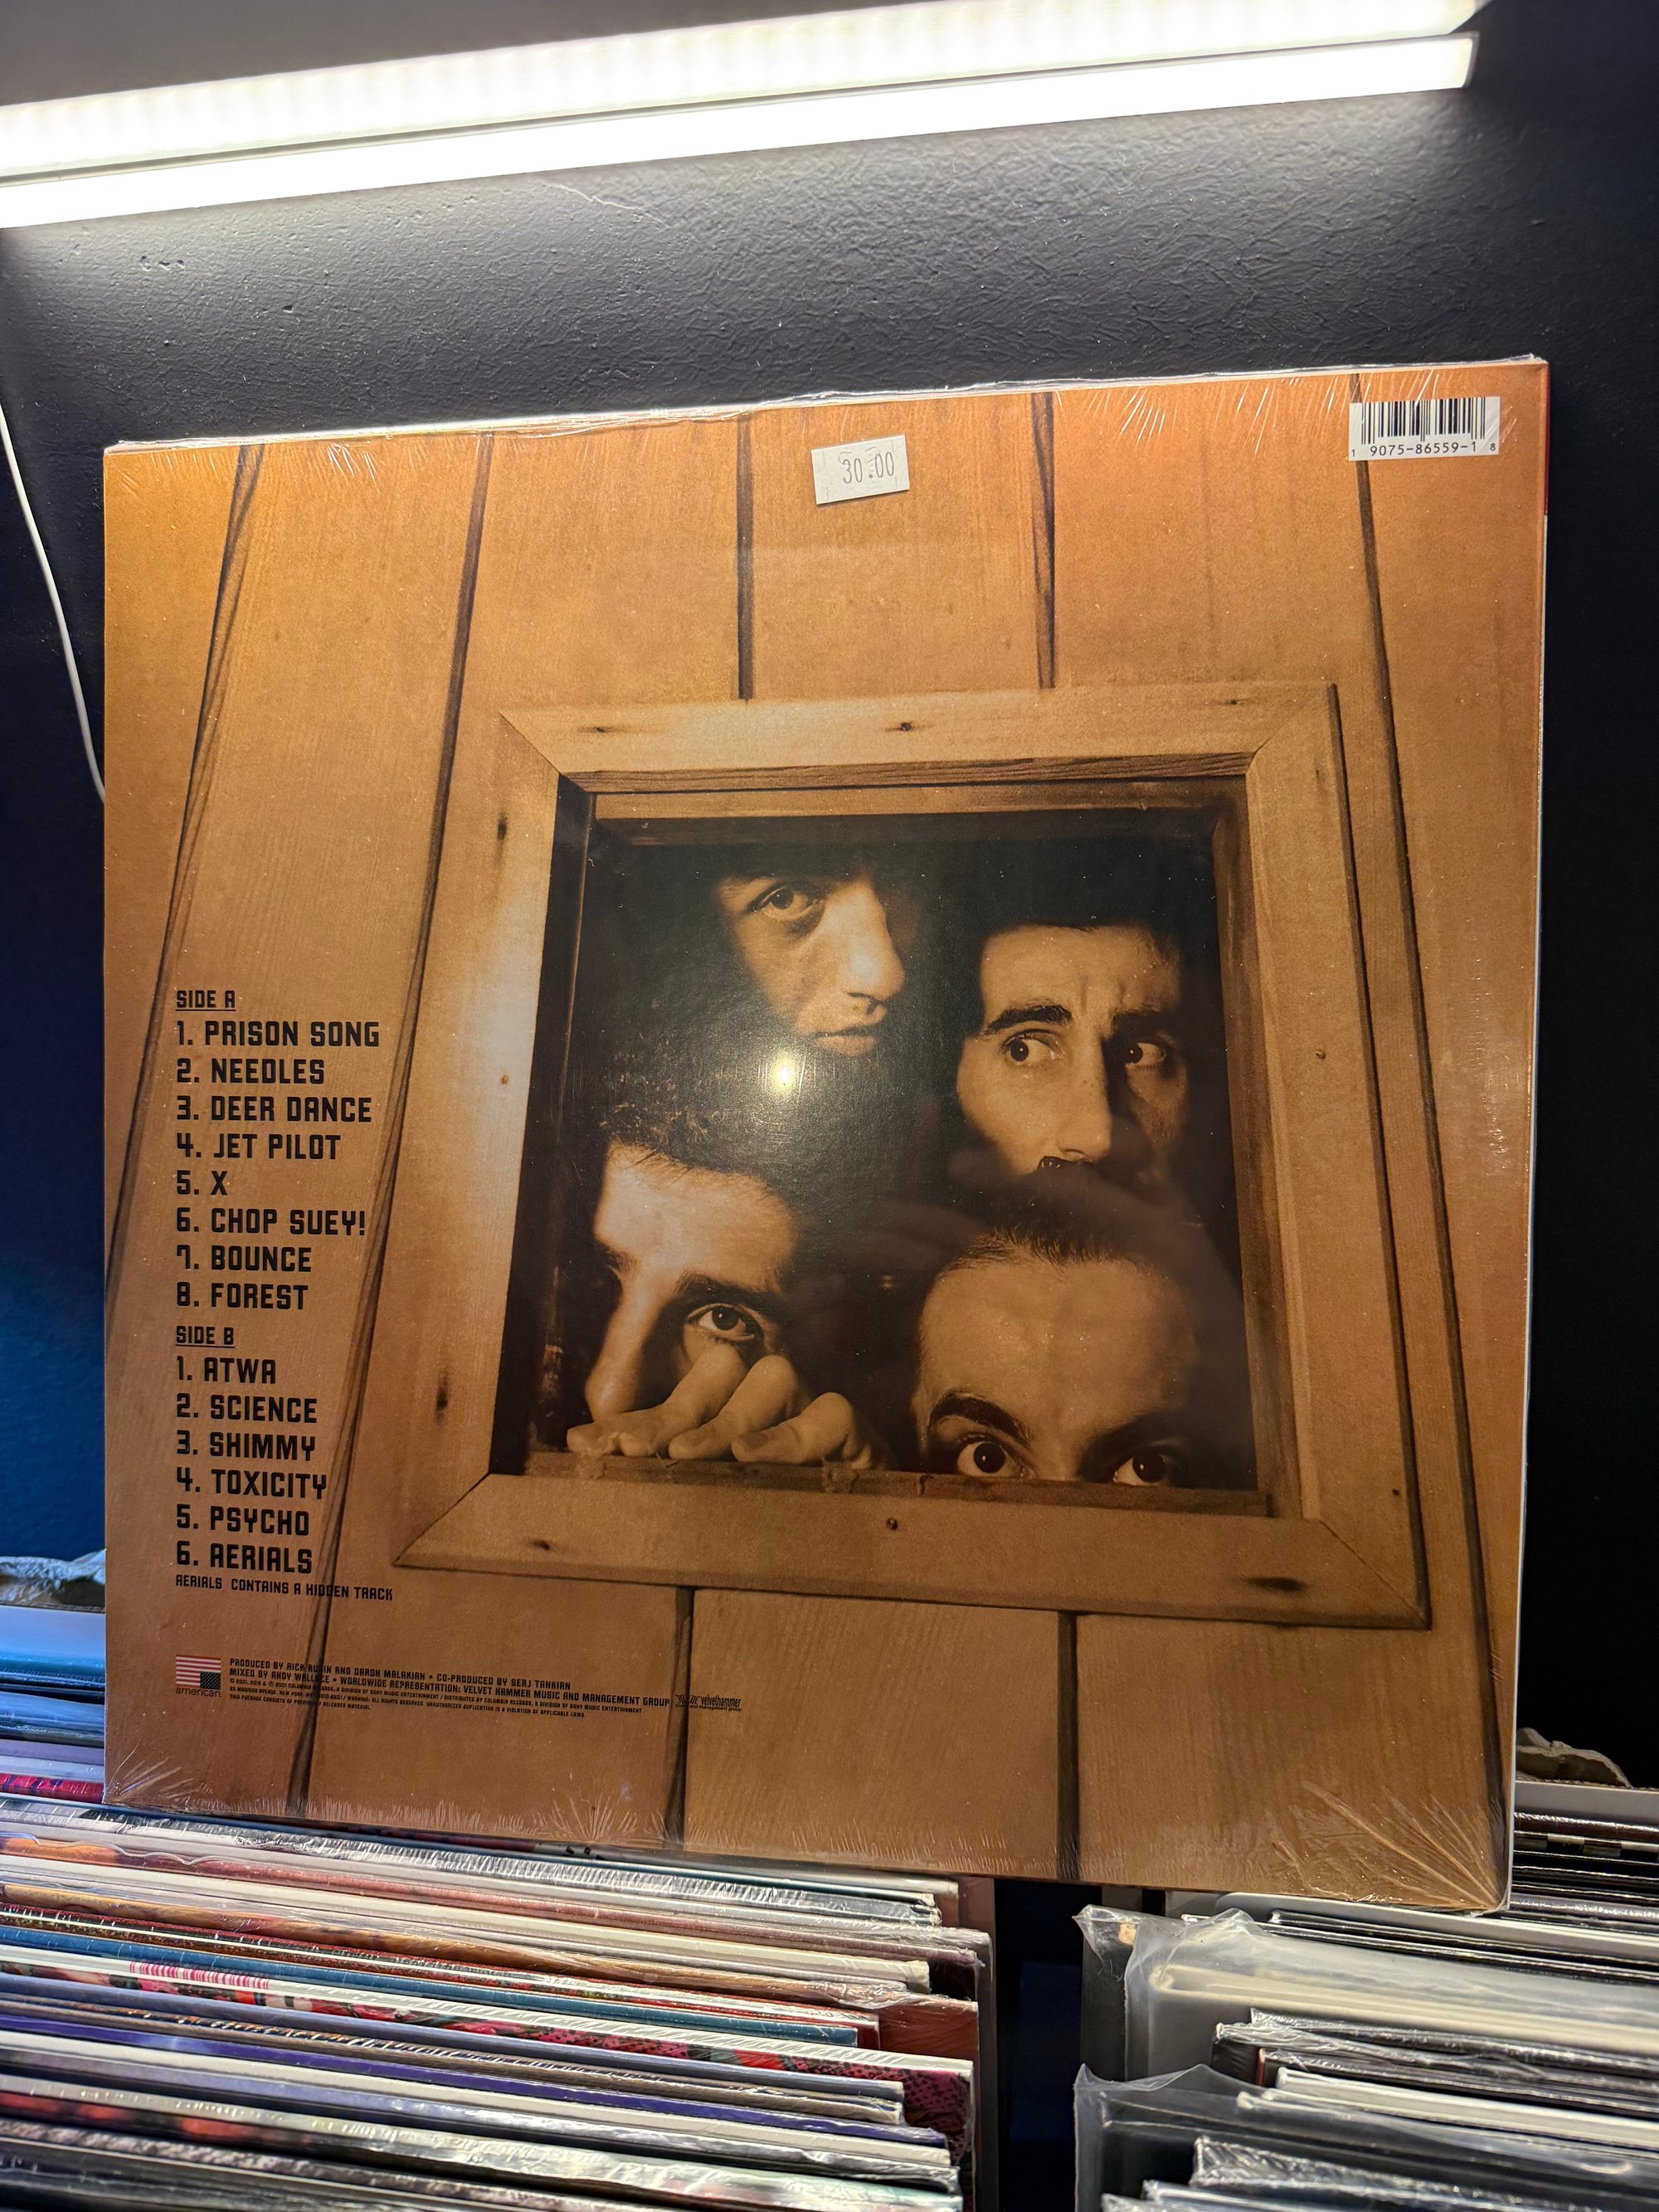 30.00
1 9075-86559-1 8
SIDE A
1. PRISON SONG
2. NEEDLES
3. DEER DANCE
4. JET PILOT
5. X
6. CHOP SUEY!
7. BOUNCE
8. FOREST
SIDE B
1. ATWA
2. SCIENCE
3. SHIMMY
4. TOXICITY
5. PSYCHO
6. AERIALS
AERIALS CONTAINS A HIDDEN TRACK
american
PRODUCED BY RICK RUBIN AND DARON MALAKIAN • CO-PRODUCED BY SERJ TANKIAN
MIXED BY ANDY WALLACE • WORLDWIDE REPRESENTATION: VELVET HAMMER MUSIC AND MANAGEMENT GROUP
velvethammer